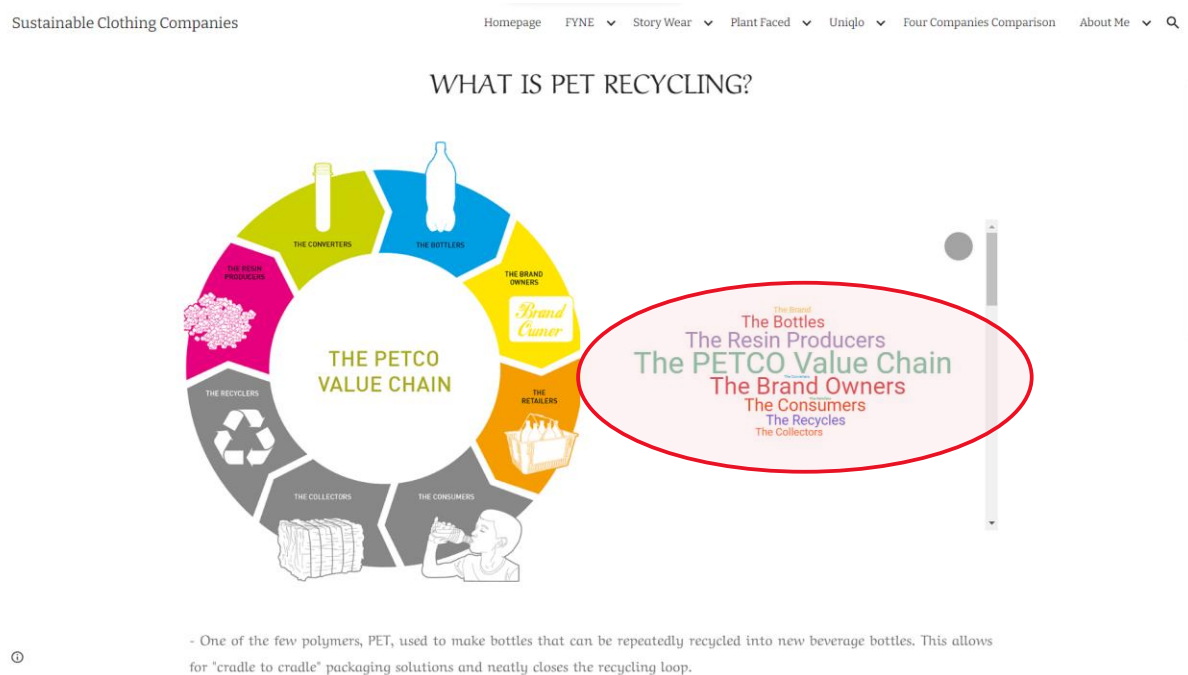 Sustainable Clothing Companies
Homepage FYNE Story Wear Plant Faced Uniqlo Four Companies Comparison About Me
WHAT IS PET RECYCLING?
THE CONVERTERS
THE BOTTLERS
THE RESIN
PRODUCERS
THE BRAND
OWNERS
Brand
Owner
THE PETCO
VALUE CHAIN
THE RECYCLERS
THE
RETAILERS
THE COLLECTORS
THE CONSUMERS
The Brand
The Bottles
The Resin Producers
The PETCO Value Chain
The Brand Owners
The Consumers
The Recycles
The Collectors
- One of the few polymers, PET, used to make bottles that can be repeatedly recycled into new beverage bottles. This allows
for "cradle to cradle" packaging solutions and neatly closes the recycling loop.